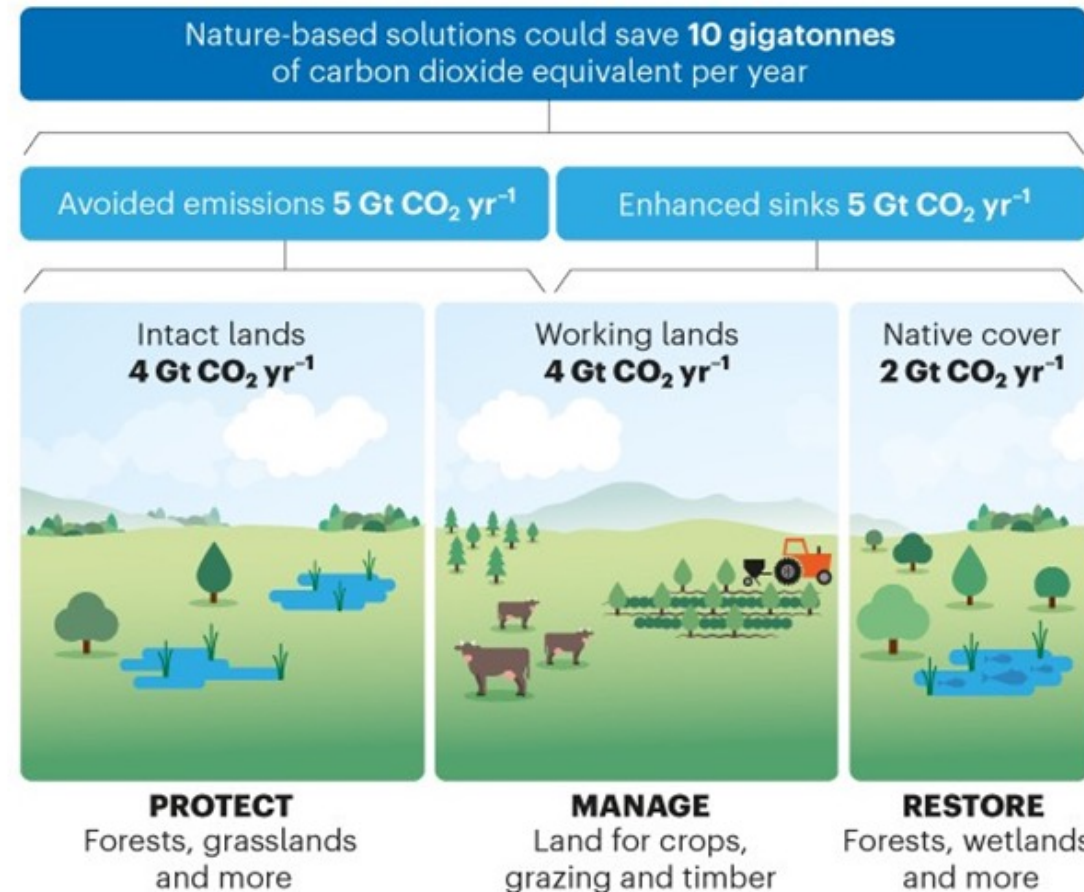 Nature-based solutions could save 10 gigatonnes
of carbon dioxide equivalent per year
Avoided emissions 5 Gt CO₂ yr⁻¹
Enhanced sinks 5 Gt CO₂ yr⁻¹
Intact lands
4 Gt CO₂ yr⁻¹
Working lands
4 Gt CO₂ yr⁻¹
Native cover
2 Gt CO₂ yr⁻¹
PROTECT
Forests, grasslands
and more
MANAGE
Land for crops,
grazing and timber
RESTORE
Forests, wetlands
and more